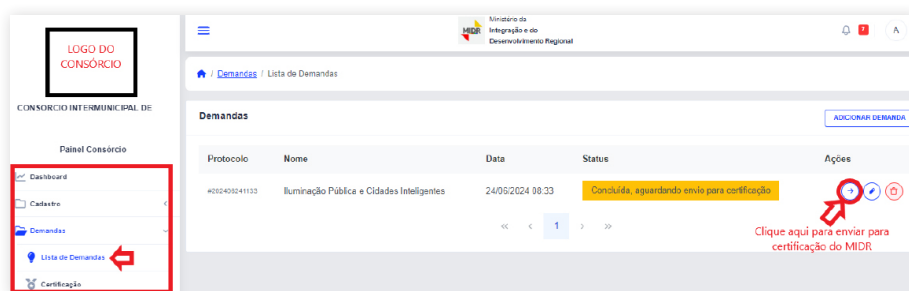 LOGO DO
CONSÓRCIO
CONSORCIO INTERMUNICIPAL DE
Painel Consórcio
Dashboard
Cadastro
Demandas
Lista de Demandas
Certificação
MIDR
Ministério da
Integração e do
Desenvolvimento Regional
7
A
/ Demandas / Lista de Demandas
Demandas
ADICIONAR DEMANDA
Protocolo Nome Data Status Ações
#202406241133 Iluminação Pública e Cidades Inteligentes 24/06/2024 08:33 Concluída, aguardando envio para certificação
« ‹ 1 › »
Clique aqui para enviar para
certificação do MIDR